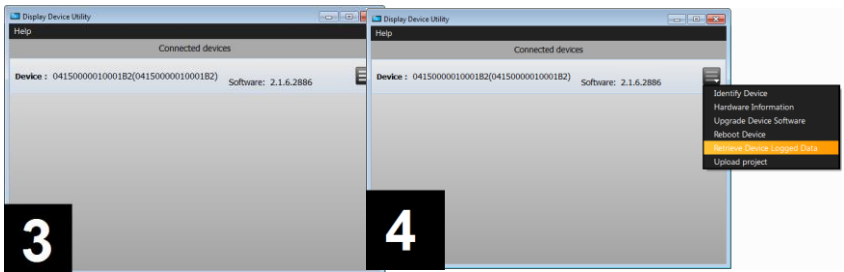 Display Device Utility
Help
Connected devices
Device : 04150000010001B2(04150000010001B2) Software: 2.1.6.2886
3
Display Device Utility
Help
Connected devices
Device : 04150000010001B2(04150000010001B2) Software: 2.1.6.2886
Identify Device
Hardware Information
Upgrade Device Software
Reboot Device
Retrieve Device Logged Data
Upload project
4